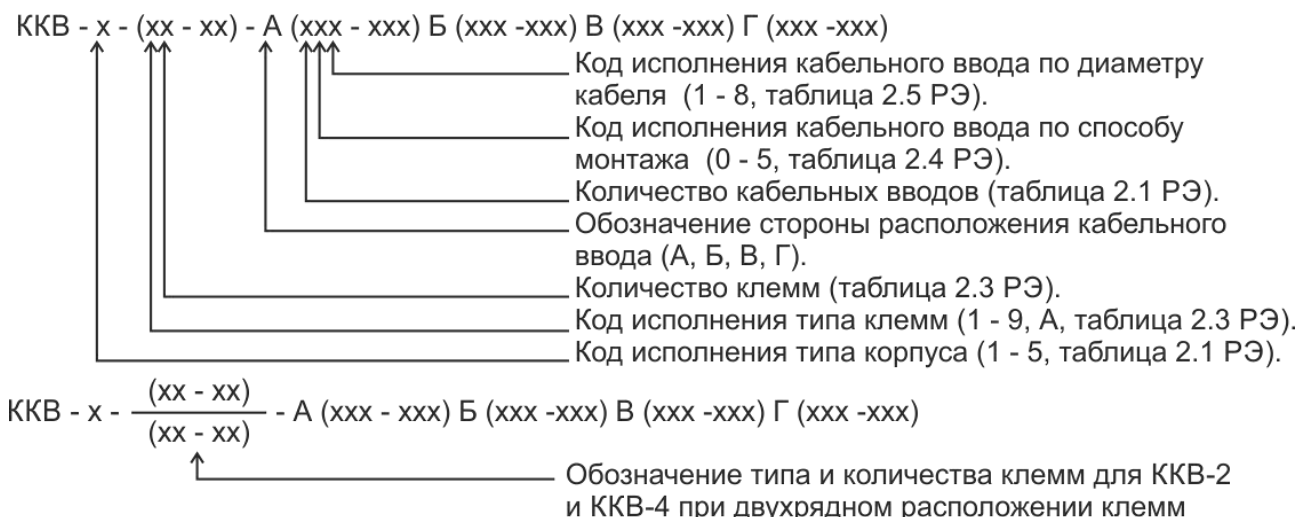 ККВ - х - (хх - хх) - А (ххх - ххх) Б (ххх -ххх) В (ххх -ххх) Г (ххх -ххх)
Код исполнения кабельного ввода по диаметру
кабеля (1 - 8, таблица 2.5 РЭ).
Код исполнения кабельного ввода по способу
монтажа (0 - 5, таблица 2.4 РЭ).
Количество кабельных вводов (таблица 2.1 РЭ).
Обозначение стороны расположения кабельного
ввода (А, Б, В, Г).
Количество клемм (таблица 2.3 РЭ).
Код исполнения типа клемм (1 - 9, А, таблица 2.3 РЭ).
Код исполнения типа корпуса (1 - 5, таблица 2.1 РЭ).
(хх - хх)
ККВ - х - - А (ххх - ххх) Б (ххх -ххх) В (ххх -ххх) Г (ххх -ххх)
(хх - хх)
Обозначение типа и количества клемм для ККВ-2
и ККВ-4 при двухрядном расположении клемм